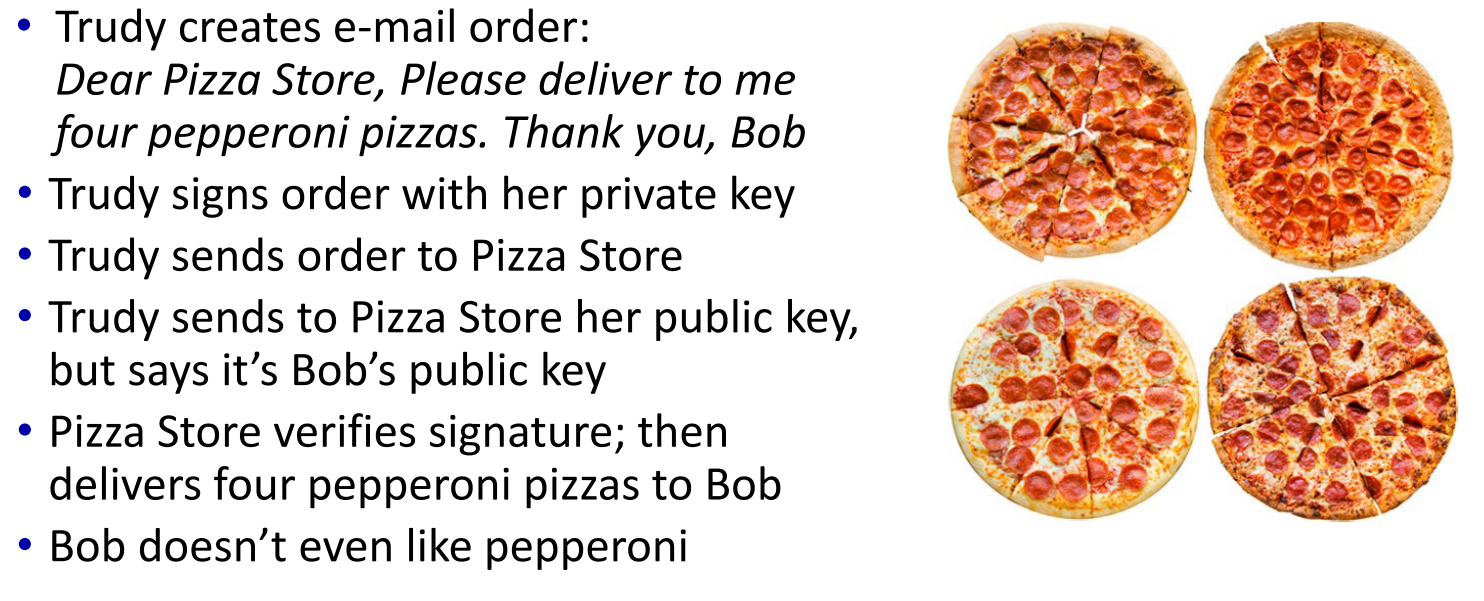 • Trudy creates e-mail order:
Dear Pizza Store, Please deliver to me
four pepperoni pizzas. Thank you, Bob
• Trudy signs order with her private key
• Trudy sends order to Pizza Store
• Trudy sends to Pizza Store her public key,
but says it’s Bob’s public key
• Pizza Store verifies signature; then
delivers four pepperoni pizzas to Bob
• Bob doesn’t even like pepperoni